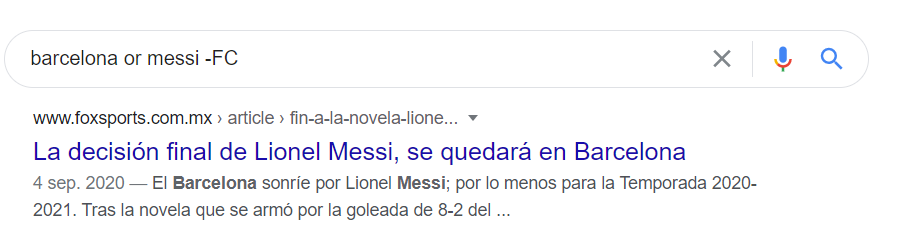 barcelona or messi -FC
www.foxsports.com.mx › article › fin-a-la-novela-lione...
La decisión final de Lionel Messi, se quedará en Barcelona
4 sep. 2020 — El Barcelona sonríe por Lionel Messi; por lo menos para la Temporada 2020-
2021. Tras la novela que se armó por la goleada de 8-2 del ...